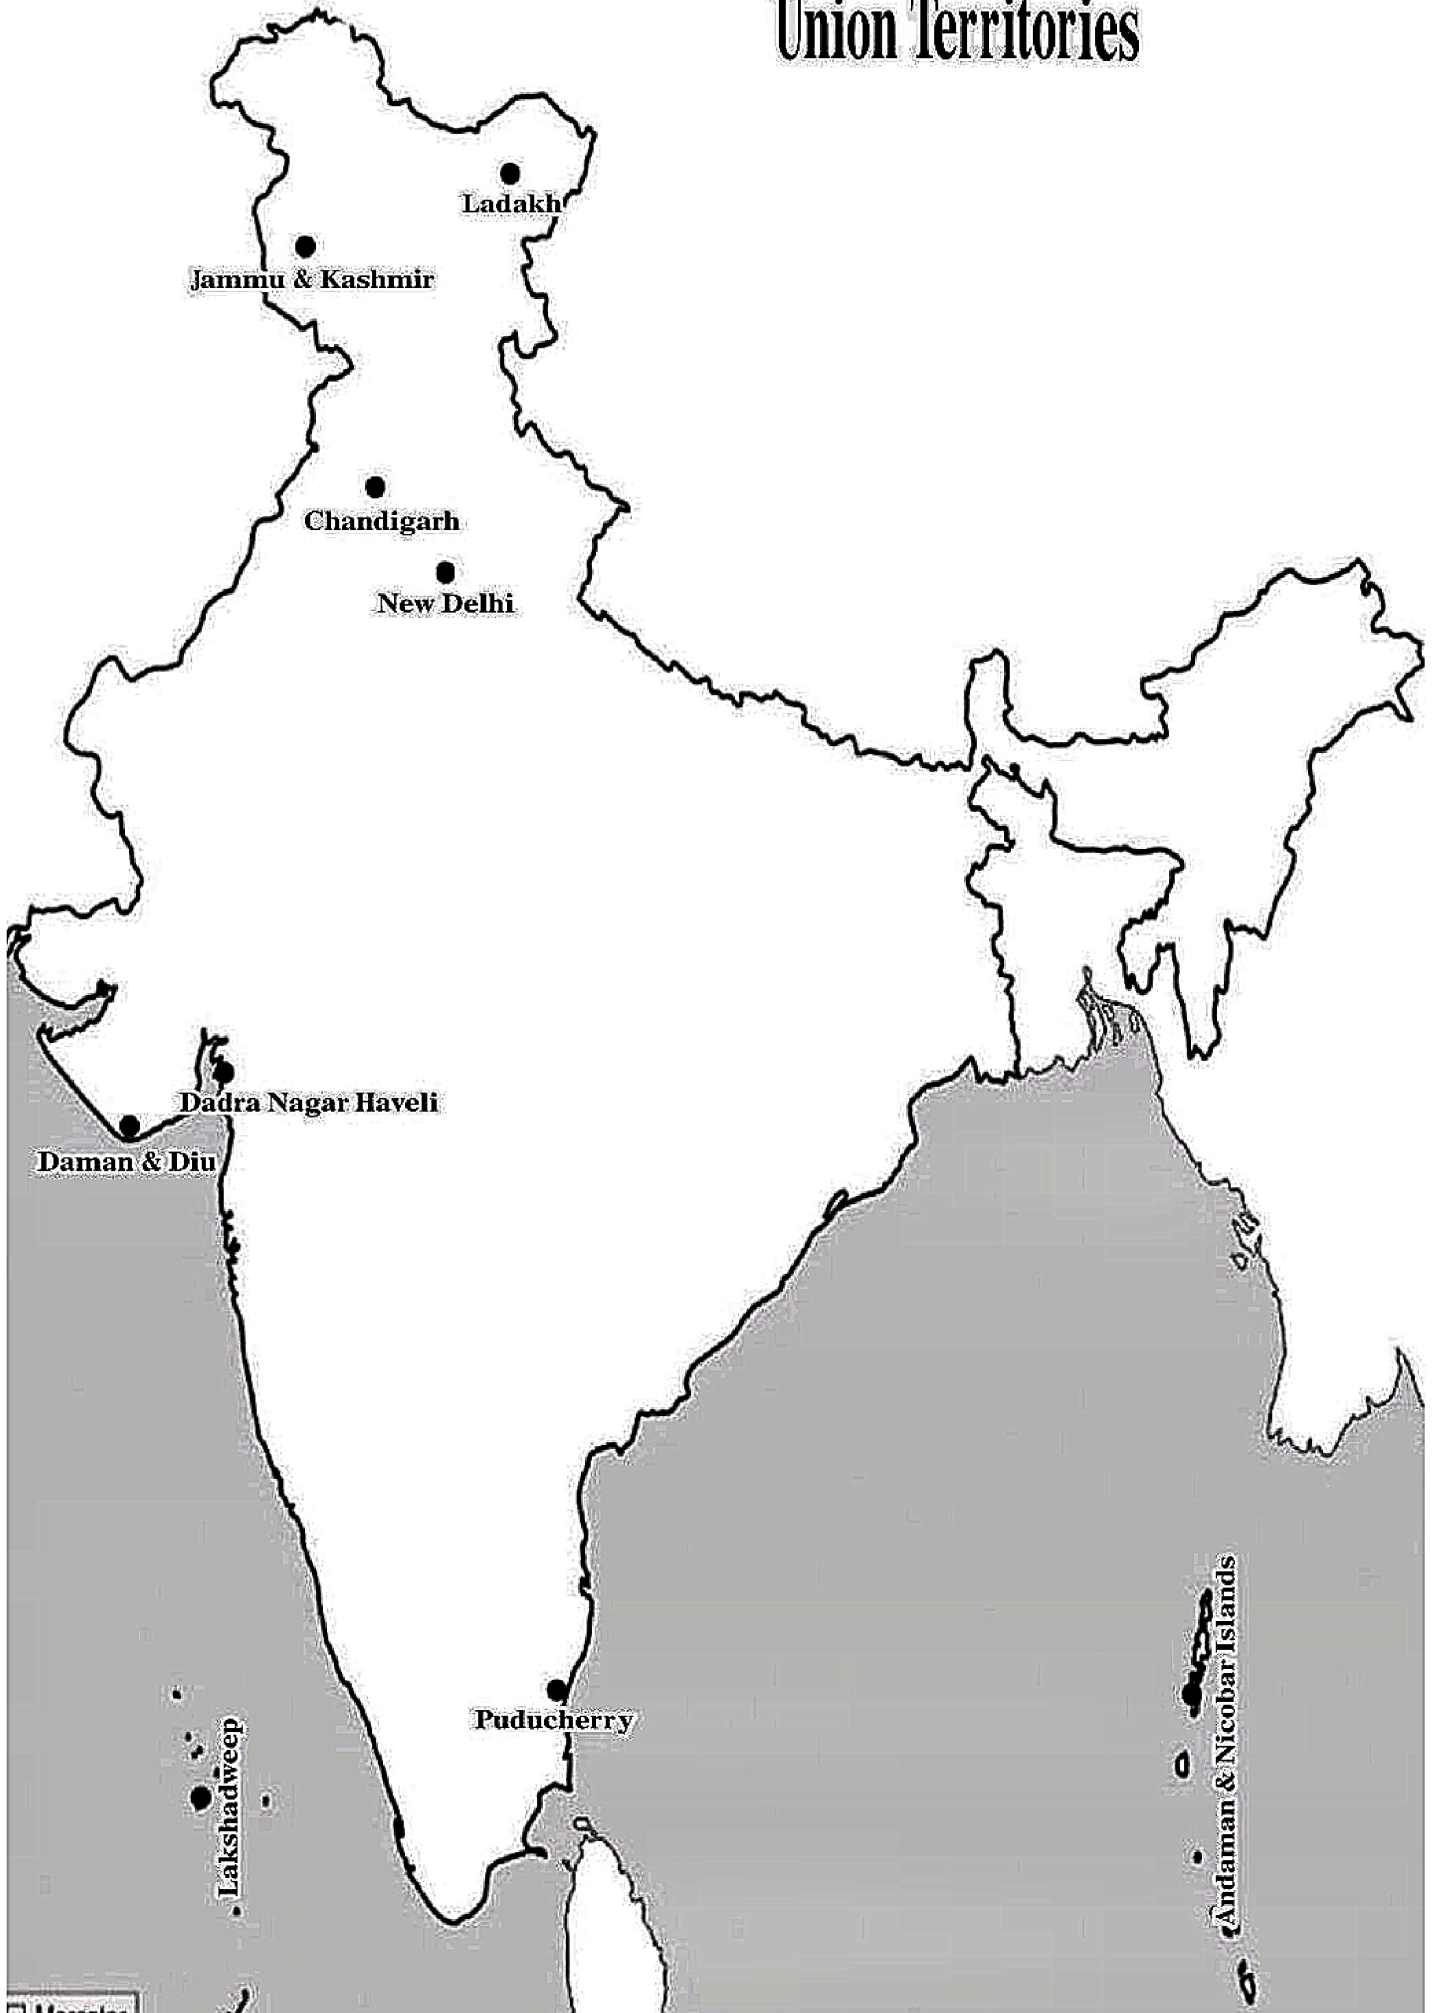 Union Territories
Ladakh
Jammu & Kashmir
Chandigarh
New Delhi
Dadra Nagar Haveli
Daman & Diu
Puducherry
Lakshadweep
Andaman & Nicobar Islands